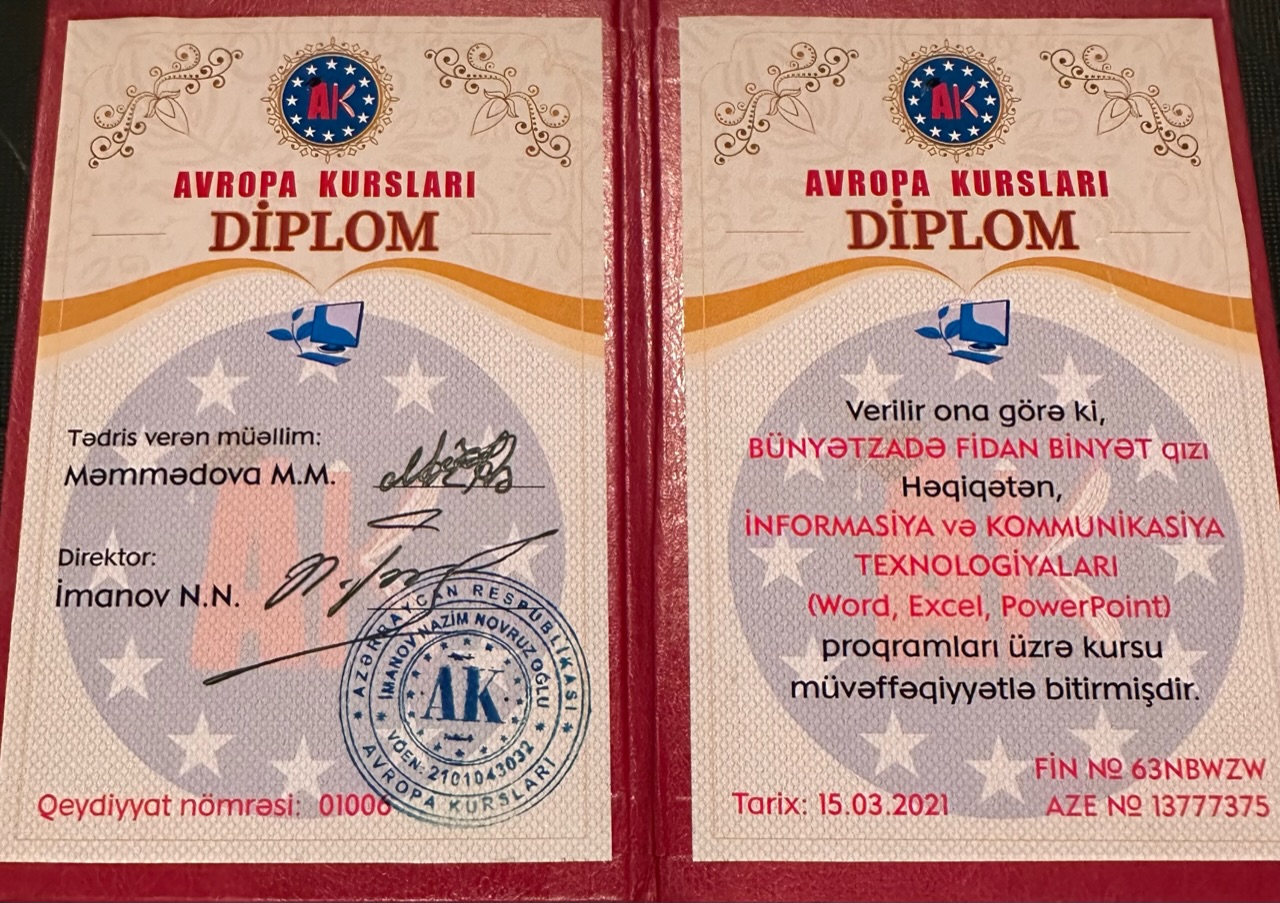 AK
AVROPA KURSLARI
DİPLOM
Tədris verən müəllim:
Məmmədova M.M.
Direktor:
İmanov N.N.
AZƏRBAYCAN RESPUBLİKASI
İMANOV NAZİM NOVRUZ OĞLU
AK
VÖEN: 2101043032
AVROPA KURSLARI
Qeydiyyat nömrəsi: 01006
AK
AVROPA KURSLARI
DİPLOM
Verilir ona görə ki,
BÜNYƏTZADƏ FİDAN BİNYƏT qızı
Həqiqətən,
İNFORMASİYA və KOMMUNİKASİYA
TEXNOLOGİYALARI
(Word, Excel, PowerPoint)
proqramları üzrə kursu
müvəffəqiyyətlə bitirmişdir.
FİN № 63NBWZW
Tarix: 15.03.2021 AZE № 13777375